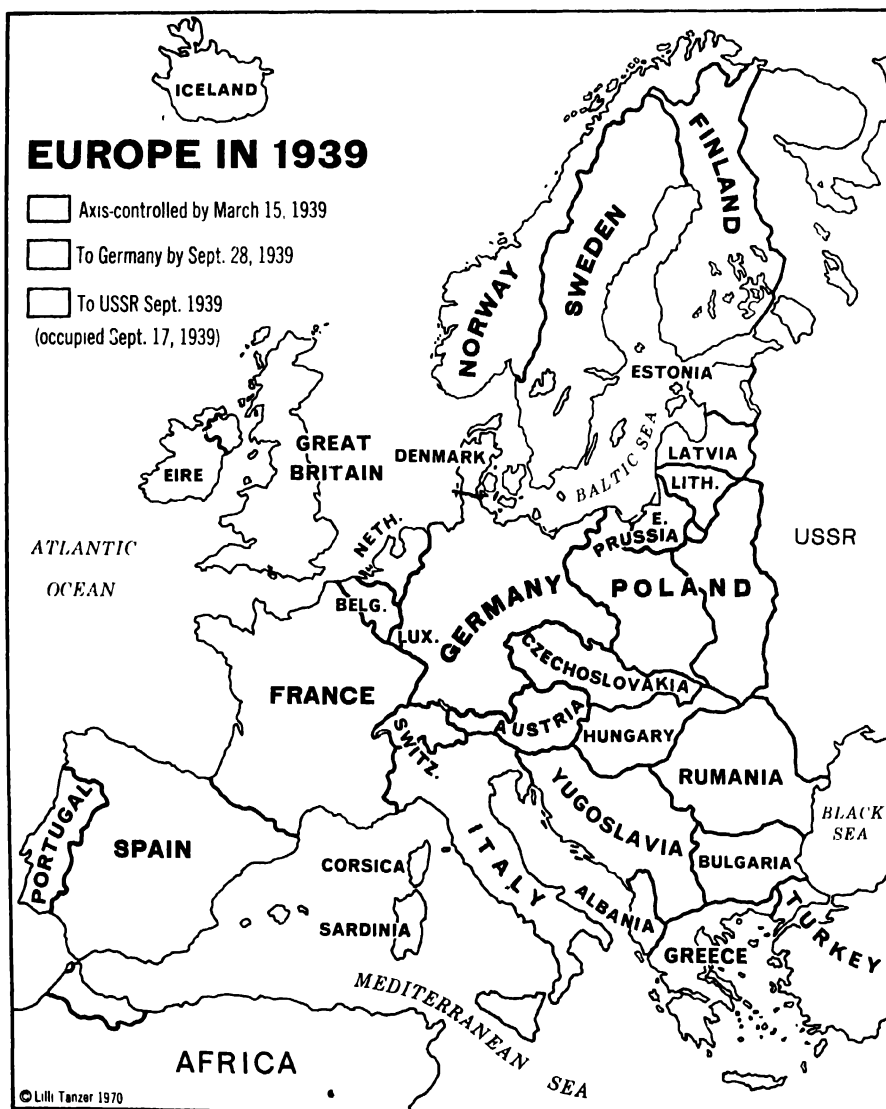 ICELAND
EUROPE IN 1939
Axis-controlled by March 15, 1939
To Germany by Sept. 28, 1939
To USSR Sept. 1939
(occupied Sept. 17, 1939)
NORWAY
SWEDEN
FINLAND
ESTONIA
LATVIA
LITH.
BALTIC SEA
E.
PRUSSIA
USSR
GREAT
BRITAIN
EIRE
DENMARK
NETH.
ATLANTIC
OCEAN
BELG.
LUX.
GERMANY
POLAND
CZECHOSLOVAKIA
FRANCE
SWITZ.
AUSTRIA
HUNGARY
RUMANIA
YUGOSLAVIA
BLACK
SEA
PORTUGAL
SPAIN
CORSICA
SARDINIA
ITALY
ALBANIA
BULGARIA
GREECE
TURKEY
MEDITERRANEAN SEA
AFRICA
© Lilli Tanzer 1970